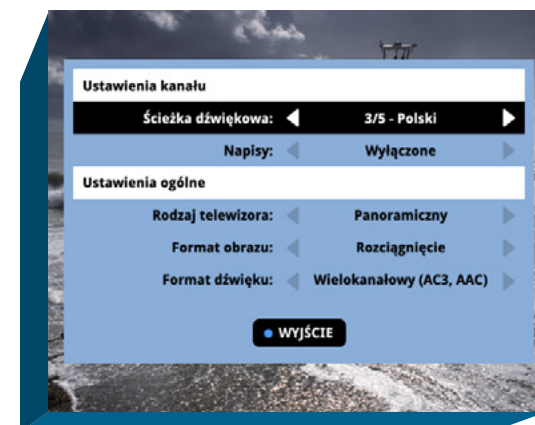 Ustawienia kanału
Ścieżka dźwiękowa: 3/5 - Polski
Napisy: Wyłączone
Ustawienia ogólne
Rodzaj telewizora: Panoramiczny
Format obrazu: Rozciągnięcie
Format dźwięku: Wielokanałowy (AC3, AAC)
WYJŚCIE